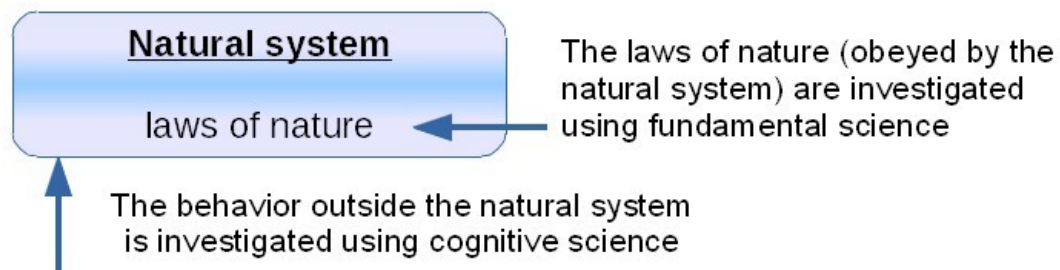 Natural system
laws of nature
The laws of nature (obeyed by the
natural system) are investigated
using fundamental science
The behavior outside the natural system
is investigated using cognitive science